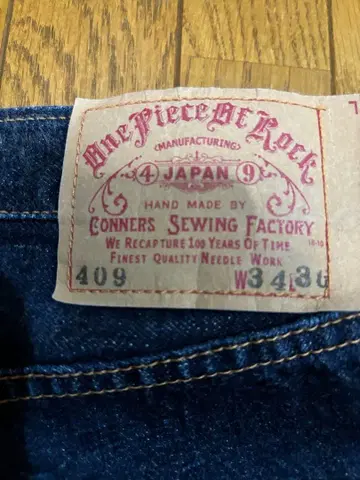 One Piece Of Rock
MANUFACTURING
4 JAPAN 9
HAND MADE BY
CONNERS SEWING FACTORY
WE RECAPTURE 100 YEARS OF TIME
FINEST QUALITY NEEDLE WORK
409 W34L30